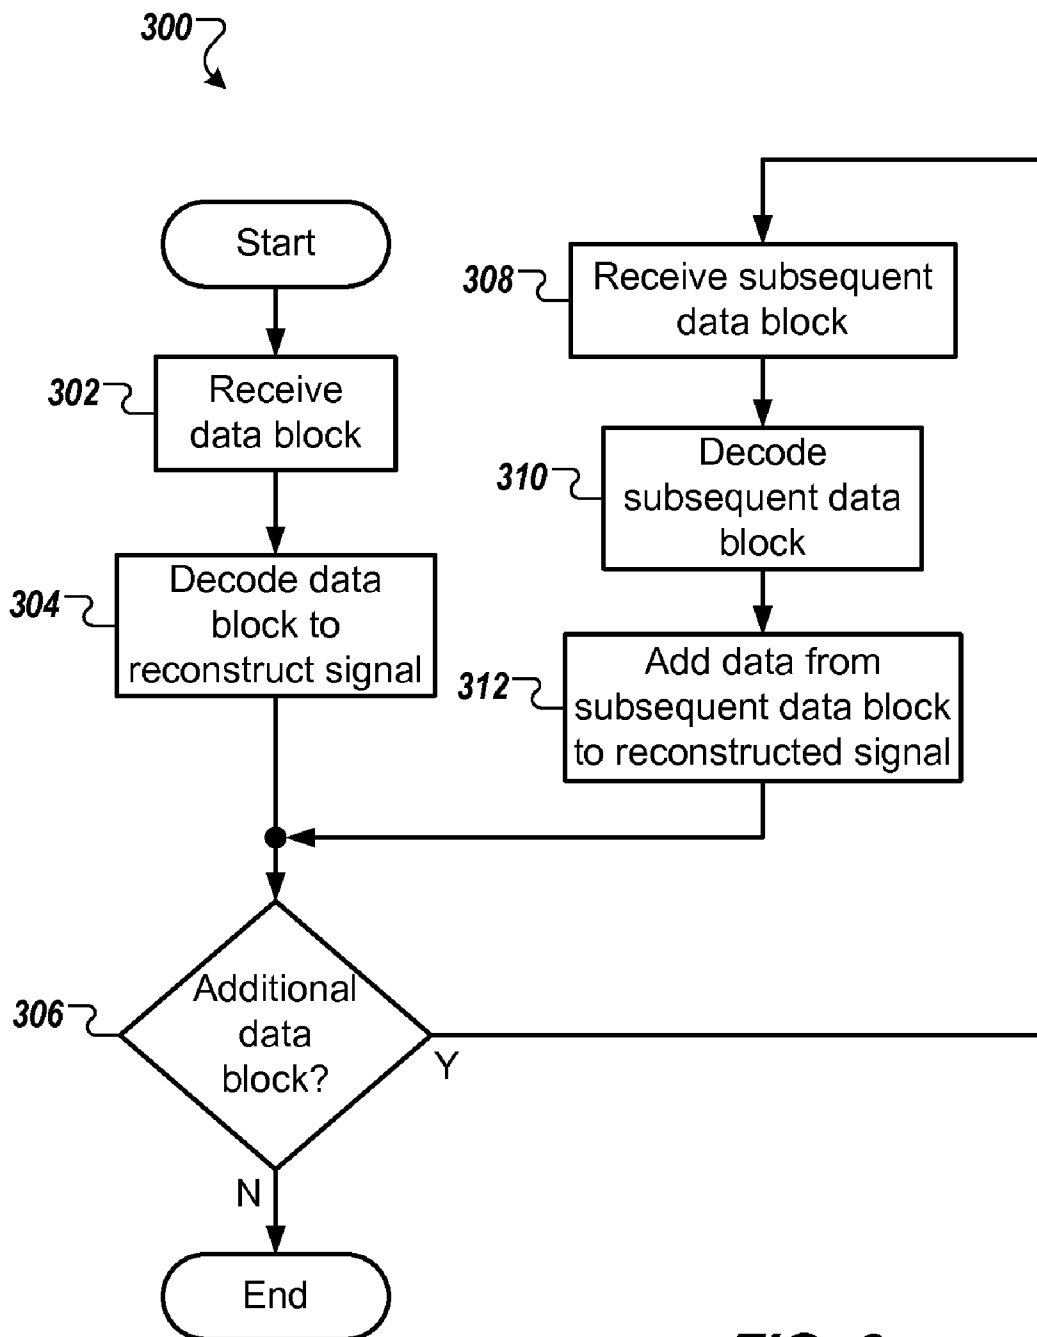 300
Start
302
Receive
data block
304
Decode data
block to
reconstruct signal
306
Additional
data
block?
Y
N
End
308
Receive subsequent
data block
310
Decode
subsequent data
block
312
Add data from
subsequent data block
to reconstructed signal